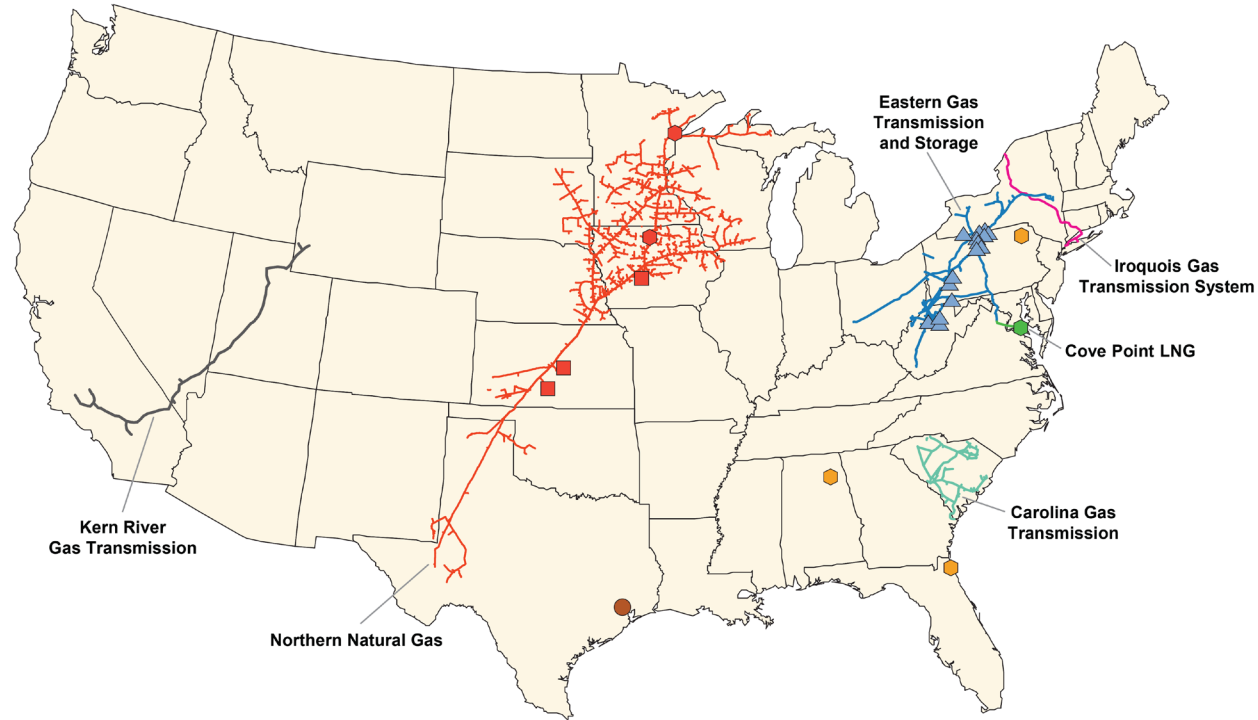 Eastern Gas
Transmission
and Storage
Iroquois Gas
Transmission System
Cove Point LNG
Carolina Gas
Transmission
Kern River
Gas Transmission
Northern Natural Gas